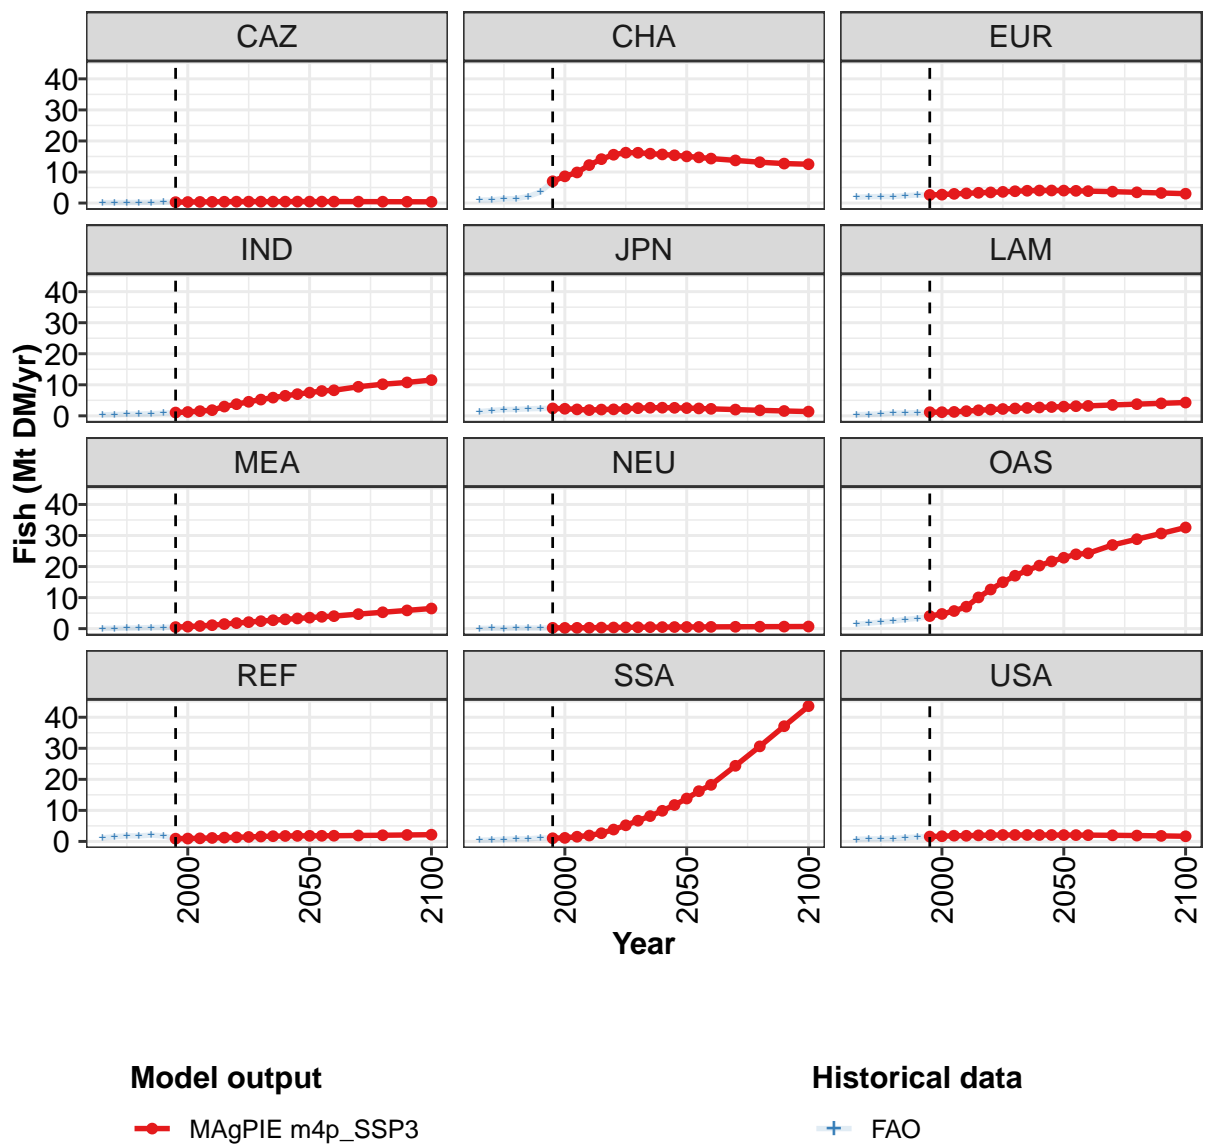 CAZ CHA EUR
40
30
20
10
0
IND JPN LAM
40
30
20
10
0
MEA NEU OAS
40
30
20
10
0
REF SSA USA
40
30
20
10
0
Fish (Mt DM/yr)
2000 2050 2100 2000 2050 2100 2000 2050 2100
Year
Model output Historical data
MAgPIE m4p_SSP3 FAO